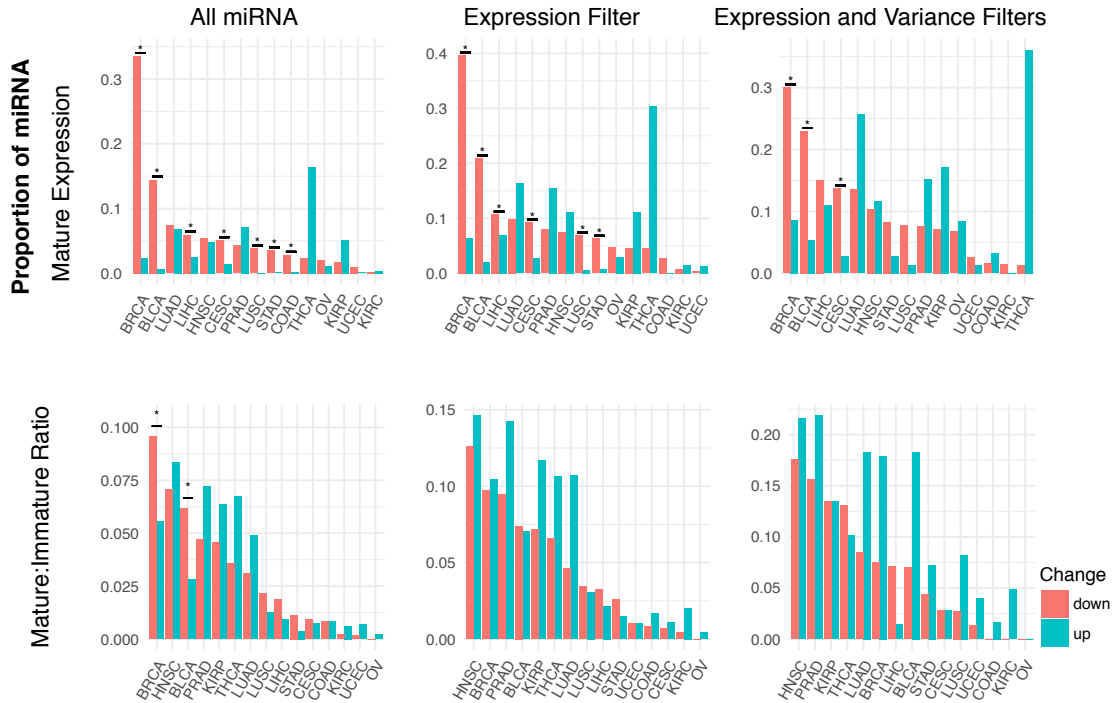 All miRNA
Expression Filter
Expression and Variance Filters
Proportion of miRNA
Mature Expression
0.3
0.2
0.1
0.0
* * * * * * *
BRCA BLCA LUAD LIHC HNSC CESC PRAD LUSC STAD COAD THCA OV KIRP UCEC KIRC
0.4
0.3
0.2
0.1
0.0
* * * * * *
BRCA BLCA LIHC LUAD CESC PRAD HNSC LUSC STAD OV KIRP THCA COAD KIRC UCEC
0.3
0.2
0.1
0.0
* * *
BRCA BLCA LIHC CESC LUAD HNSC STAD LUSC PRAD KIRP OV UCEC COAD KIRC THCA
Mature:Immature Ratio
0.100
0.075
0.050
0.025
0.000
* *
BRCA HNSC BLCA PRAD KIRP THCA LUAD LUSC LIHC STAD CESC COAD KIRC UCEC OV
0.15
0.10
0.05
0.00
HNSC BRCA PRAD BLCA KIRP THCA LUAD LUSC LIHC STAD UCEC COAD CESC KIRC OV
0.20
0.15
0.10
0.05
0.00
HNSC PRAD KIRP THCA LUAD BRCA LIHC BLCA STAD CESC LUSC UCEC COAD KIRC OV
Change
down
up